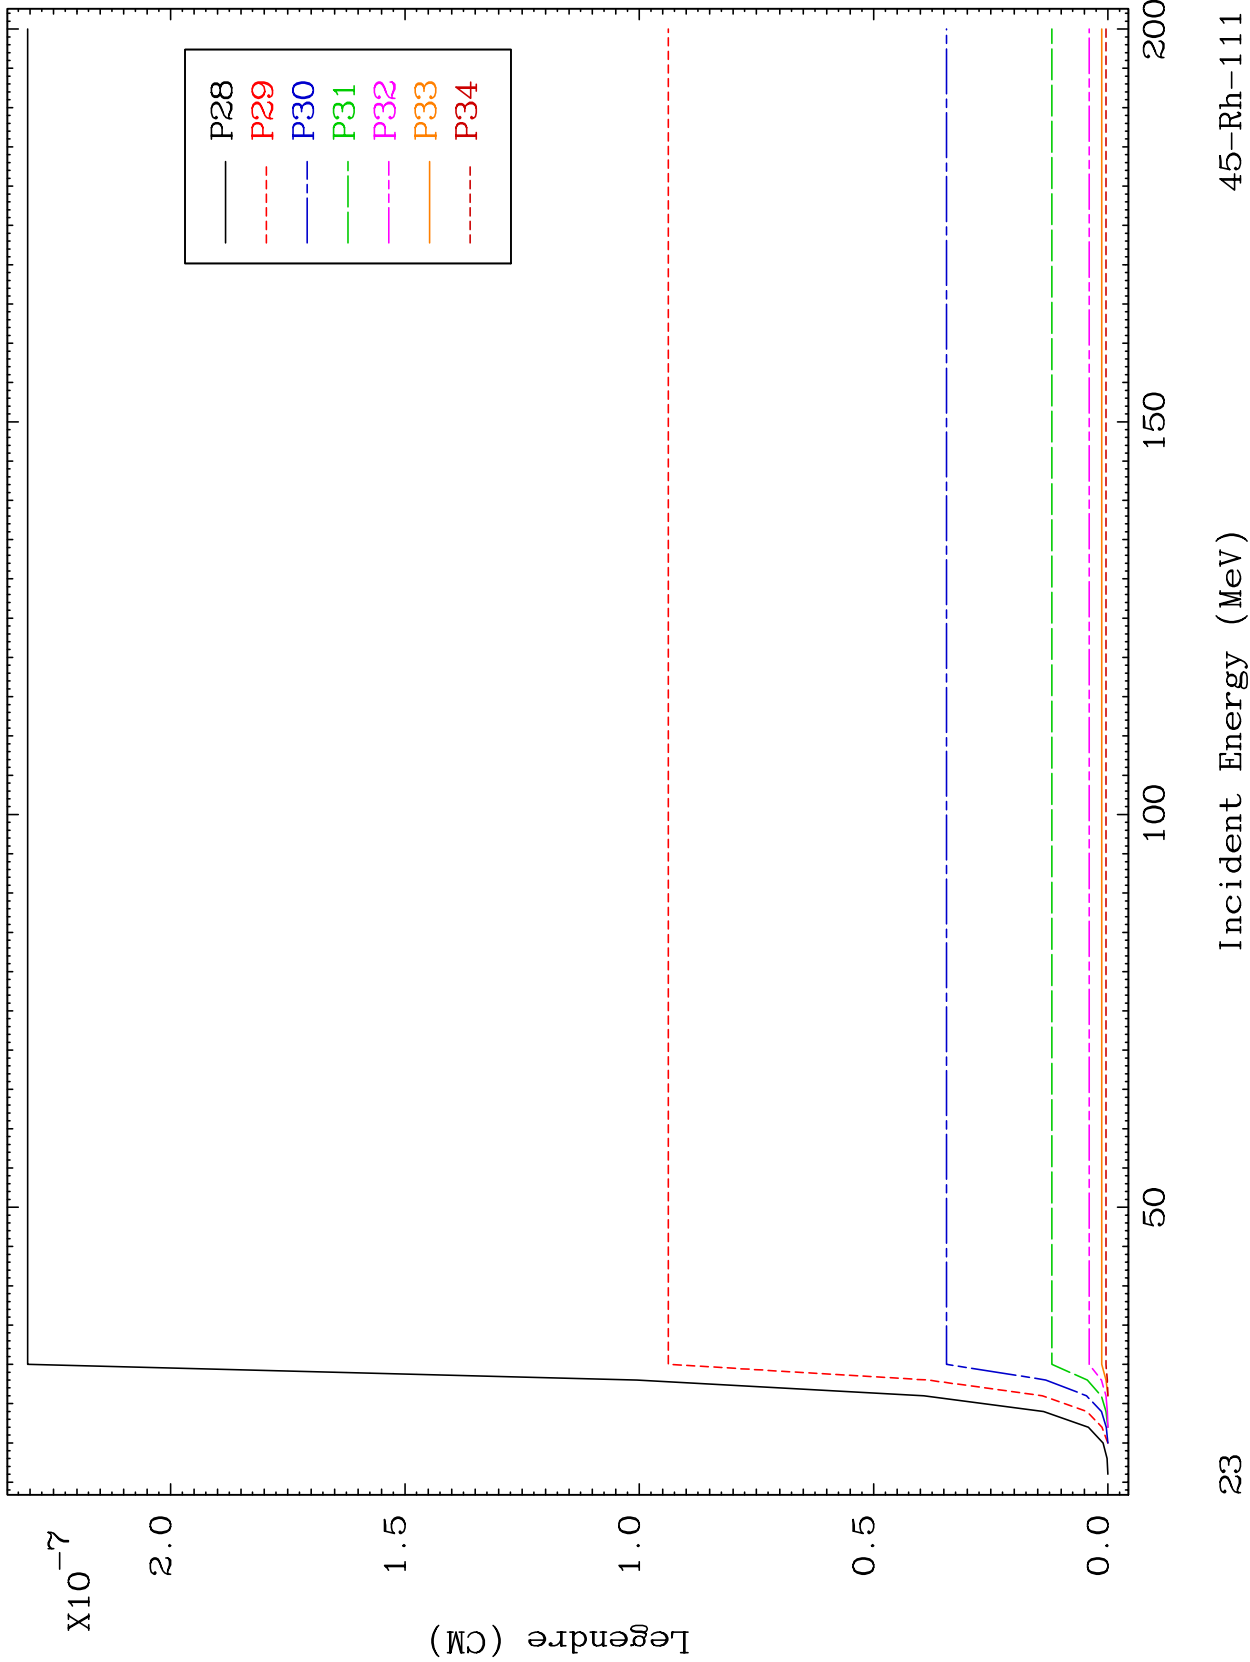 X10-7
2.0
1.5
1.0
0.5
0.0
Legendre (CM)
P28
P29
P30
P31
P32
P33
P34
50
100
150
200
Incident Energy (MeV)
23
45-Rh-111